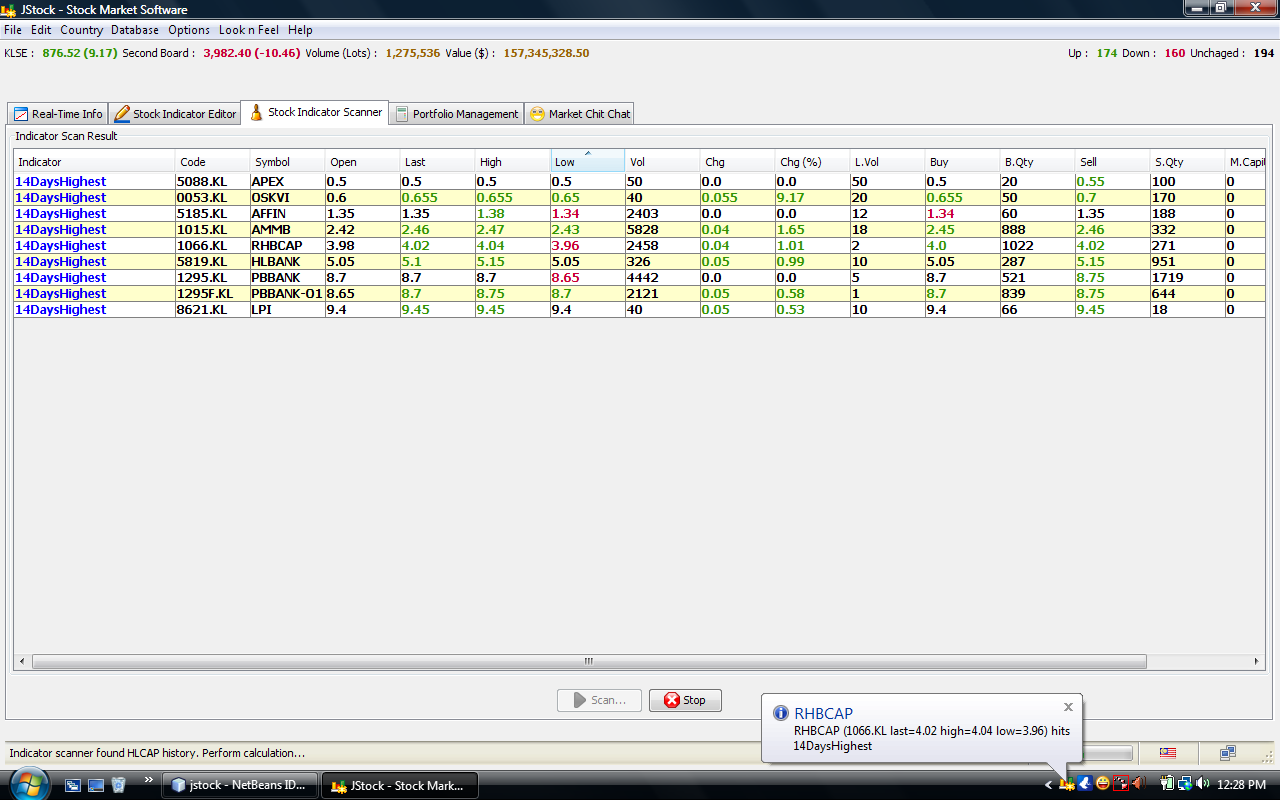 JStock - Stock Market Software
File Edit Country Database Options Look n Feel Help
KLSE : 876.52 (9.17) Second Board : 3,982.40 (-10.46) Volume (Lots) : 1,275,536 Value ($) : 157,345,328.50 Up : 174 Down : 160 Unchaged : 194
Real-Time Info Stock Indicator Editor Stock Indicator Scanner Portfolio Management Market Chit Chat
Indicator Scan Result
Indicator Code Symbol Open Last High Low Vol Chg Chg (%) L.Vol Buy B.Qty Sell S.Qty M.Capi
14DaysHighest 5088.KL APEX 0.5 0.5 0.5 0.5 50 0.0 0.0 50 0.5 20 0.55 100 0
14DaysHighest 0053.KL OSKVI 0.6 0.655 0.655 0.65 40 0.055 9.17 20 0.655 50 0.7 170 0
14DaysHighest 5185.KL AFFIN 1.35 1.35 1.38 1.34 2403 0.0 0.0 12 1.34 60 1.35 188 0
14DaysHighest 1015.KL AMMB 2.42 2.46 2.47 2.43 5828 0.04 1.65 18 2.45 888 2.46 332 0
14DaysHighest 1066.KL RHBCAP 3.98 4.02 4.04 3.96 2458 0.04 1.01 2 4.0 1022 4.02 271 0
14DaysHighest 5819.KL HLBANK 5.05 5.1 5.15 5.05 326 0.05 0.99 10 5.05 287 5.15 951 0
14DaysHighest 1295.KL PBBANK 8.7 8.7 8.7 8.65 4442 0.0 0.0 5 8.7 521 8.75 1719 0
14DaysHighest 1295F.KL PBBANK-O1 8.65 8.7 8.75 8.7 2121 0.05 0.58 1 8.7 839 8.75 644 0
14DaysHighest 8621.KL LPI 9.4 9.45 9.45 9.4 40 0.05 0.53 10 9.4 66 9.45 18 0
Scan... Stop
RHBCAP
RHBCAP (1066.KL last=4.02 high=4.04 low=3.96) hits
14DaysHighest
Indicator scanner found HLCAP history. Perform calculation...
jstock - NetBeans ID... JStock - Stock Mark... 12:28 PM